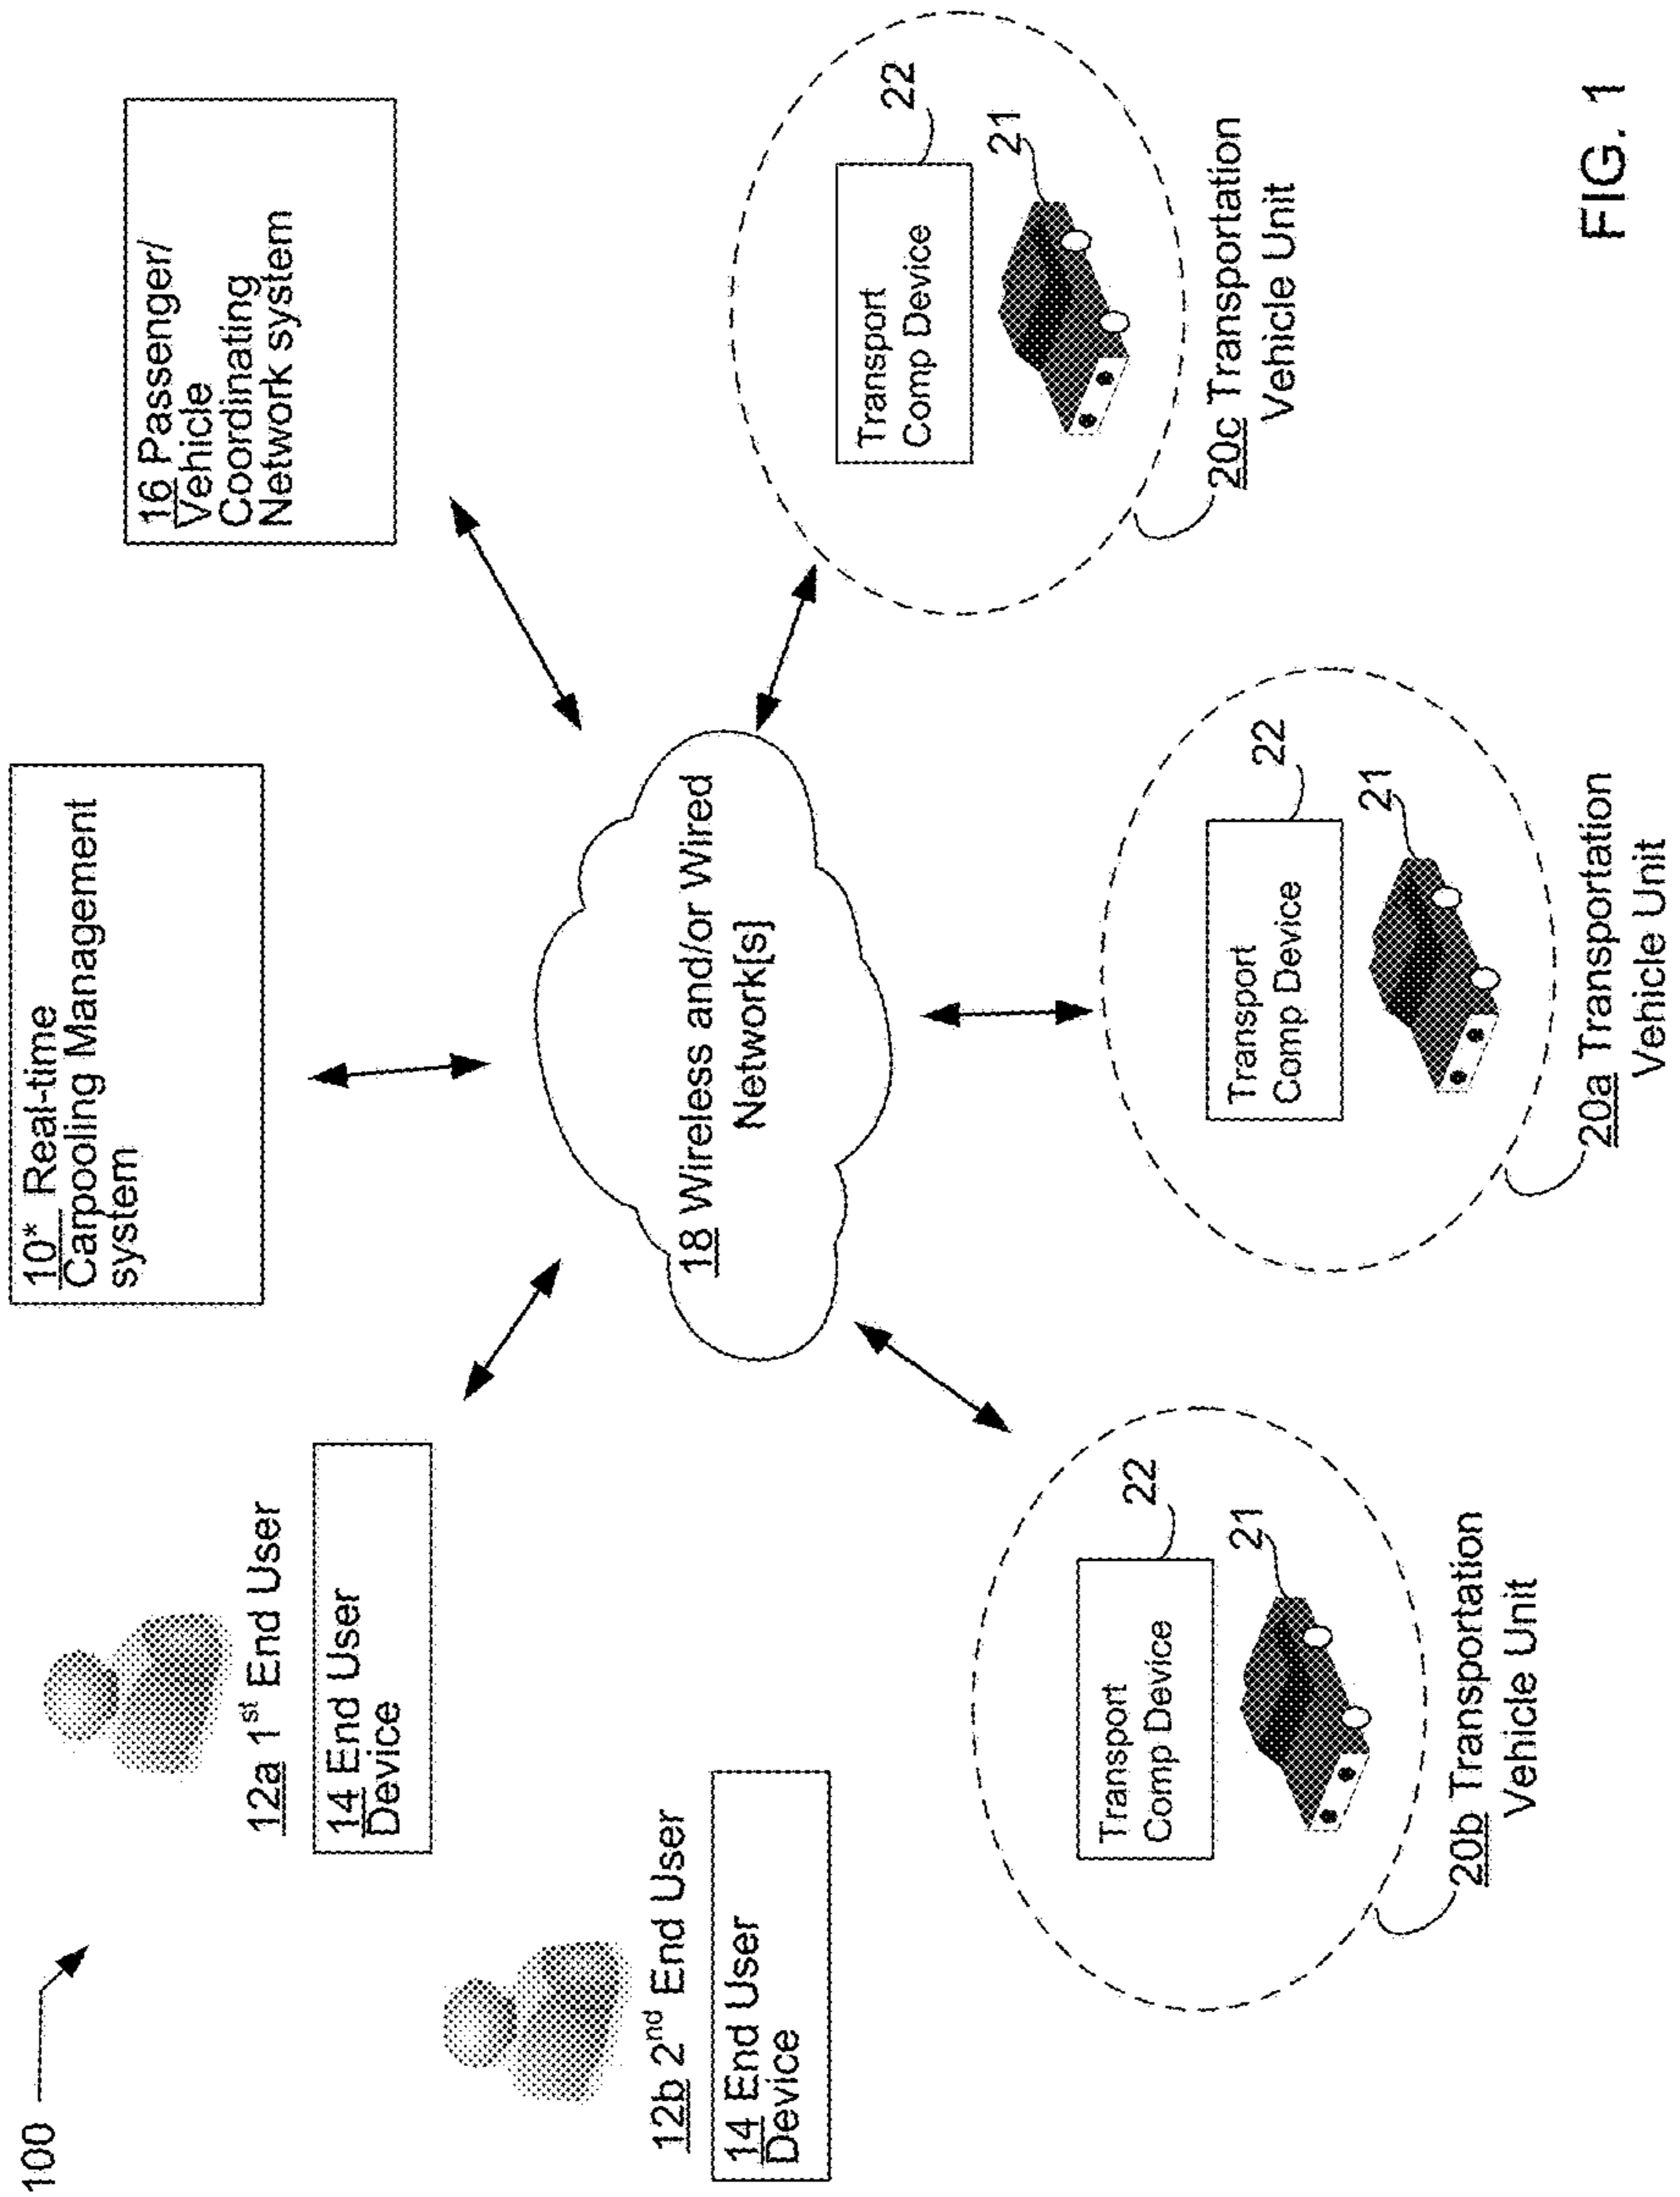 100
12a 1st End User
14 End User
Device
12b 2nd End User
14 End User
Device
10* Real-time
Carpooling Management
system
16 Passenger/
Vehicle
Coordinating
Network system
18 Wireless and/or Wired
Network[s]
Transport
Comp Device
22
21
20b Transportation
Vehicle Unit
Transport
Comp Device
22
21
20a Transportation
Vehicle Unit
Transport
Comp Device
22
21
20c Transportation
Vehicle Unit
FIG. 1